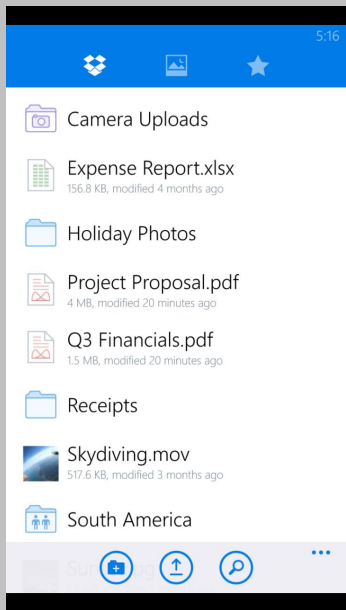 5:16
Camera Uploads
Expense Report.xlsx
156.8 KB, modified 4 months ago
Holiday Photos
Project Proposal.pdf
4 MB, modified 20 minutes ago
Q3 Financials.pdf
1.5 MB, modified 20 minutes ago
Receipts
Skydiving.mov
517.6 KB, modified 3 months ago
South America